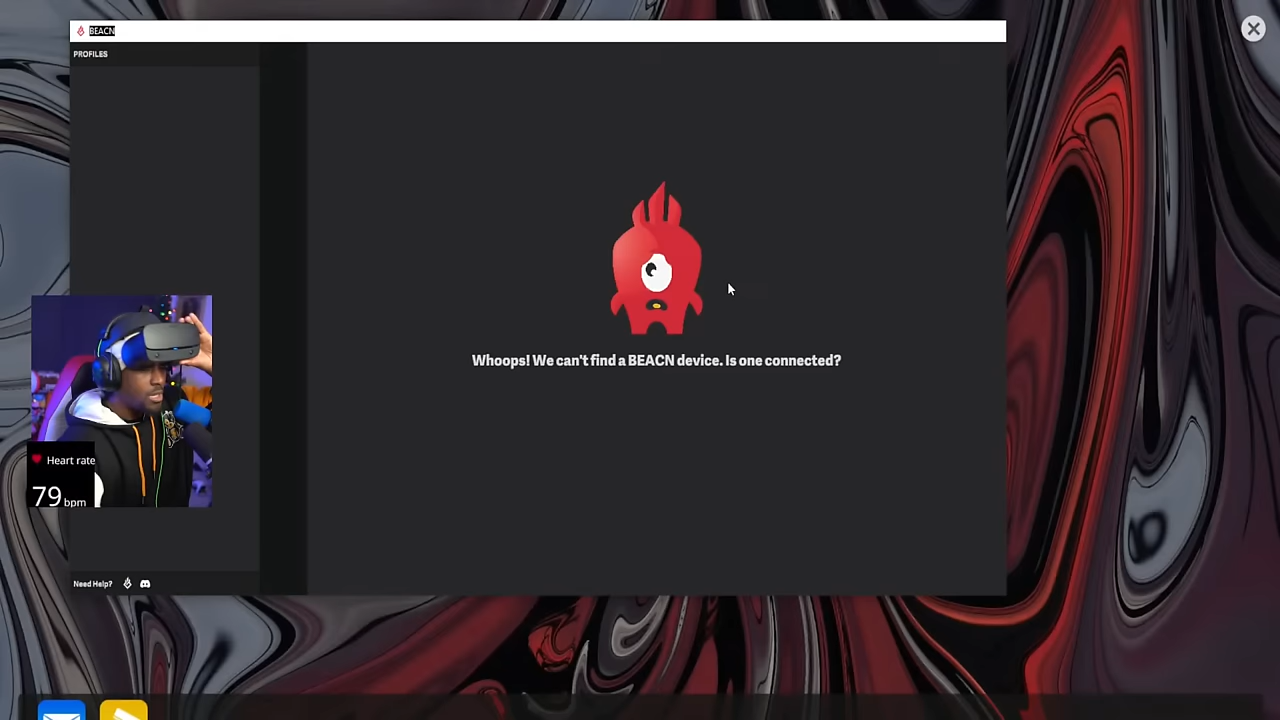 BEACN
PROFILES
Whoops! We can't find a BEACN device. Is one connected?
Heart rate
79 bpm
Need Help?